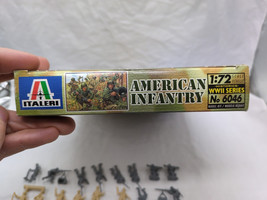 ITALERI
AMERICAN
INFANTRY
1:72
WWII SERIES
No 6046